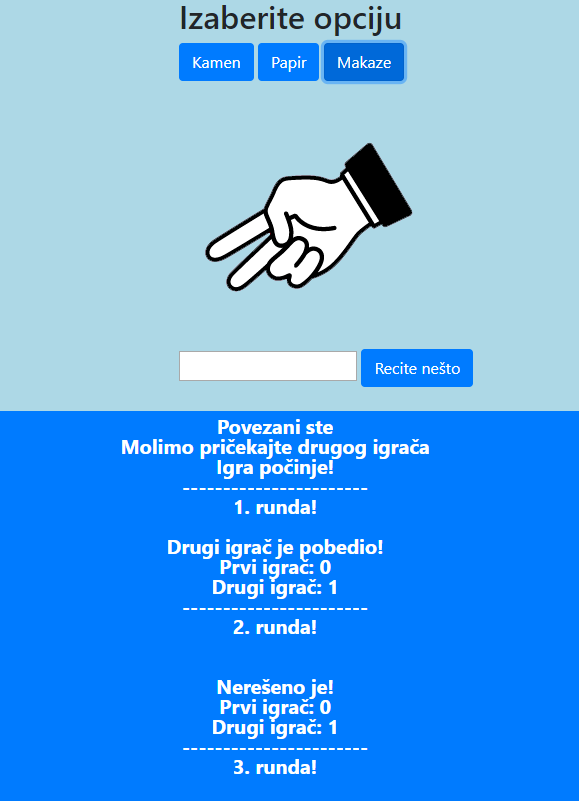 Izaberite opciju
Kamen Papir Makaze
Recite nešto
Povezani ste
Molimo pričekajte drugog igrača
Igra počinje!
-----------------------
1. runda!
Drugi igrač je pobedio!
Prvi igrač: 0
Drugi igrač: 1
-----------------------
2. runda!
Nerešeno je!
Prvi igrač: 0
Drugi igrač: 1
-----------------------
3. runda!